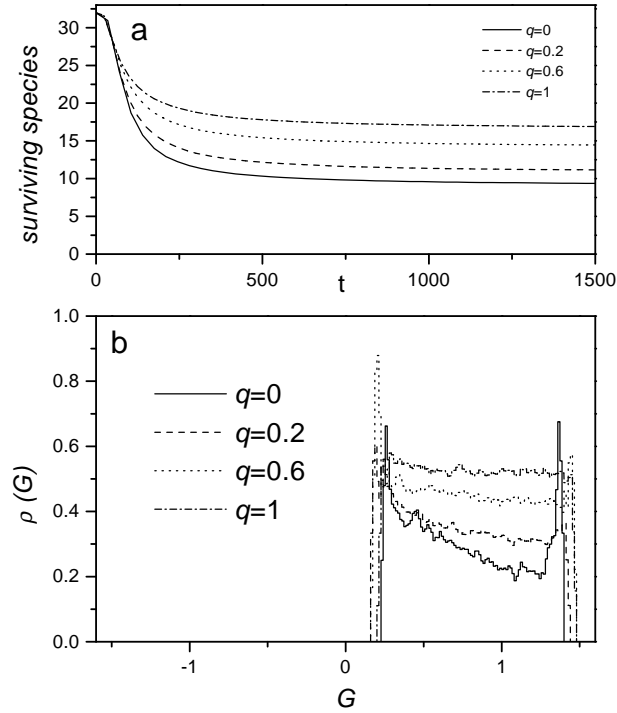 a
q=0
q=0.2
q=0.6
q=1
surviving species
30
25
20
15
10
5
0
0
500
1000
1500
t
b
q=0
q=0.2
q=0.6
q=1
ρ (G)
1.0
0.8
0.6
0.4
0.2
0.0
-1
0
1
G